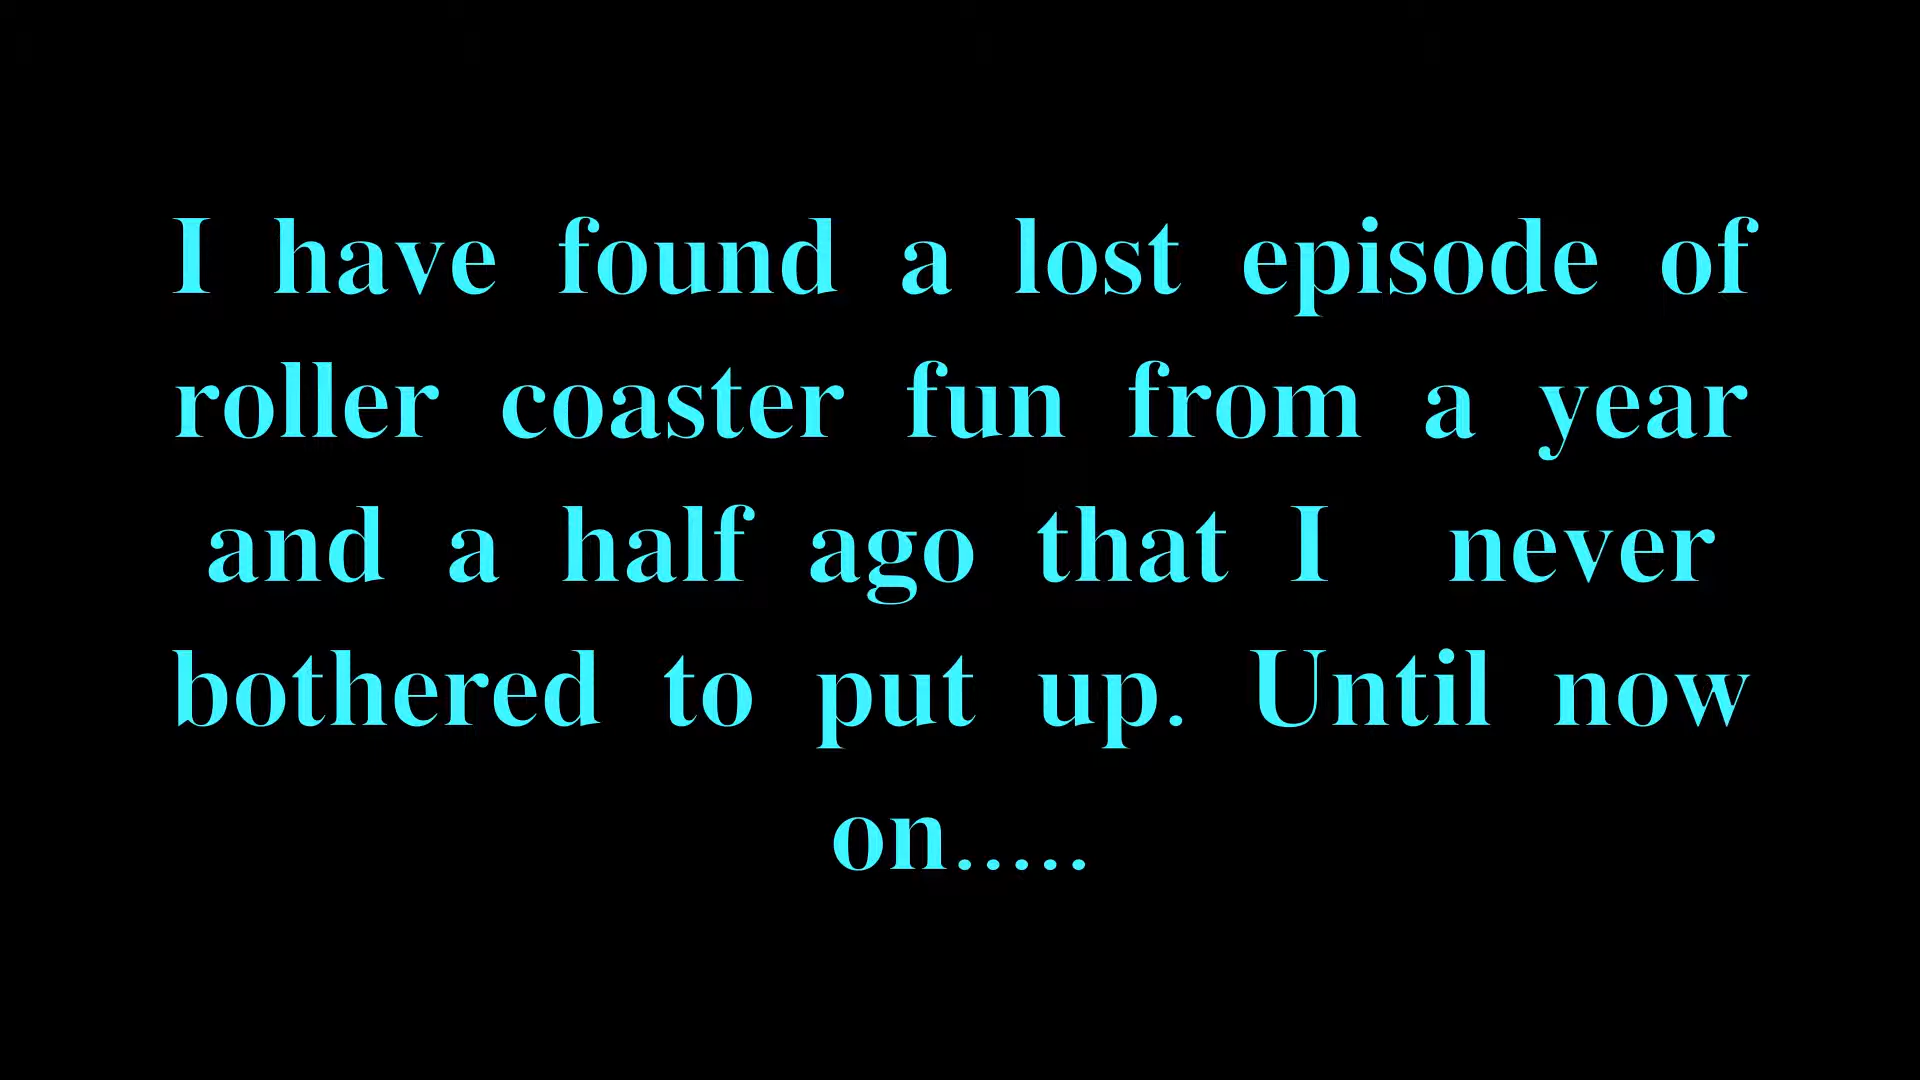 I have found a lost episode of
roller coaster fun from a year
and a half ago that I never
bothered to put up. Until now
on.....